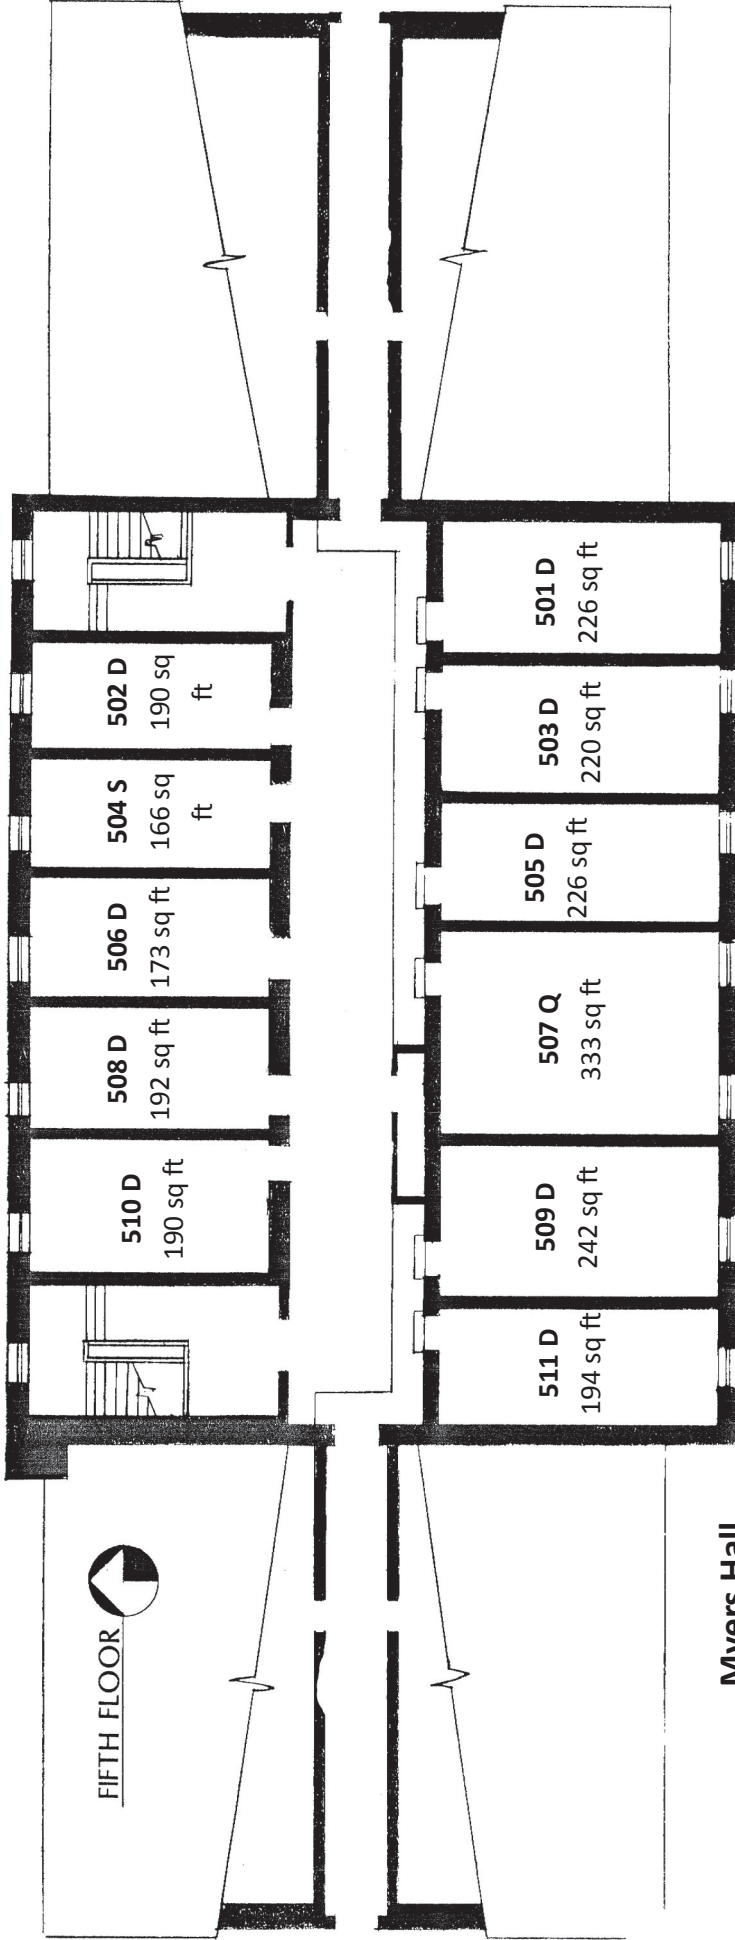 FIFTH FLOOR
510 D
190 sq ft
508 D
192 sq ft
506 D
173 sq ft
504 S
166 sq
ft
502 D
190 sq
ft
511 D
194 sq ft
509 D
242 sq ft
507 Q
333 sq ft
505 D
226 sq ft
503 D
220 sq ft
501 D
226 sq ft
Myers Hall